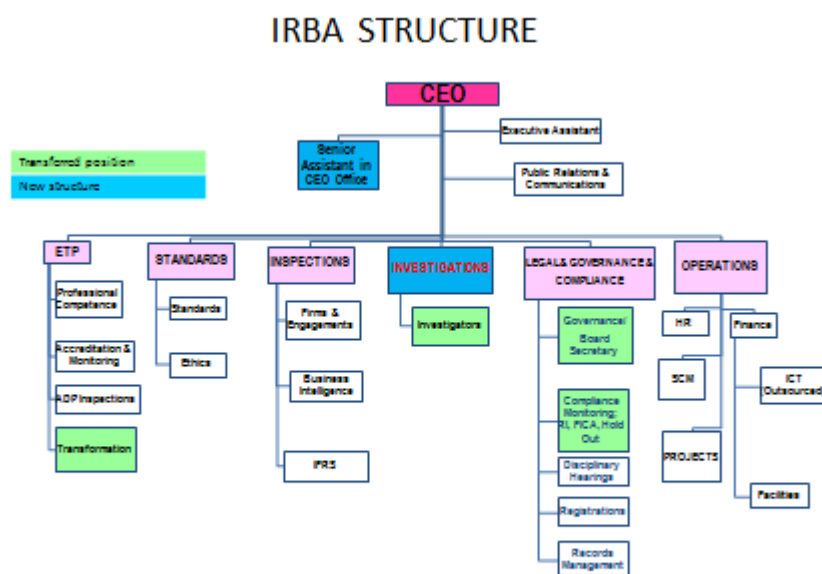 IRBA STRUCTURE
CEO
Executive Assistant
Senior
Assistant in
CEO Office
Transferred position
New structure
Public Relations &
Communications
ETP
STANDARDS
INSPECTIONS
INVESTIGATIONS
LEGAL& GOVERNANCE &
COMPLIANCE
OPERATIONS
Professional
Competence
Accreditation &
Monitoring
ADP Inspections
Transformation
Standards
Ethics
Firms &
Engagements
Business
Intelligence
IFRS
Investigators
Governance/
Board
Secretary
Compliance
Monitoring;
RI, FICA, Hold
Out
Disciplinary
Hearings
Registrations
Records
Management
HR
Finance
SCM
ICT
(Outsourced)
PROJECTS
Facilities